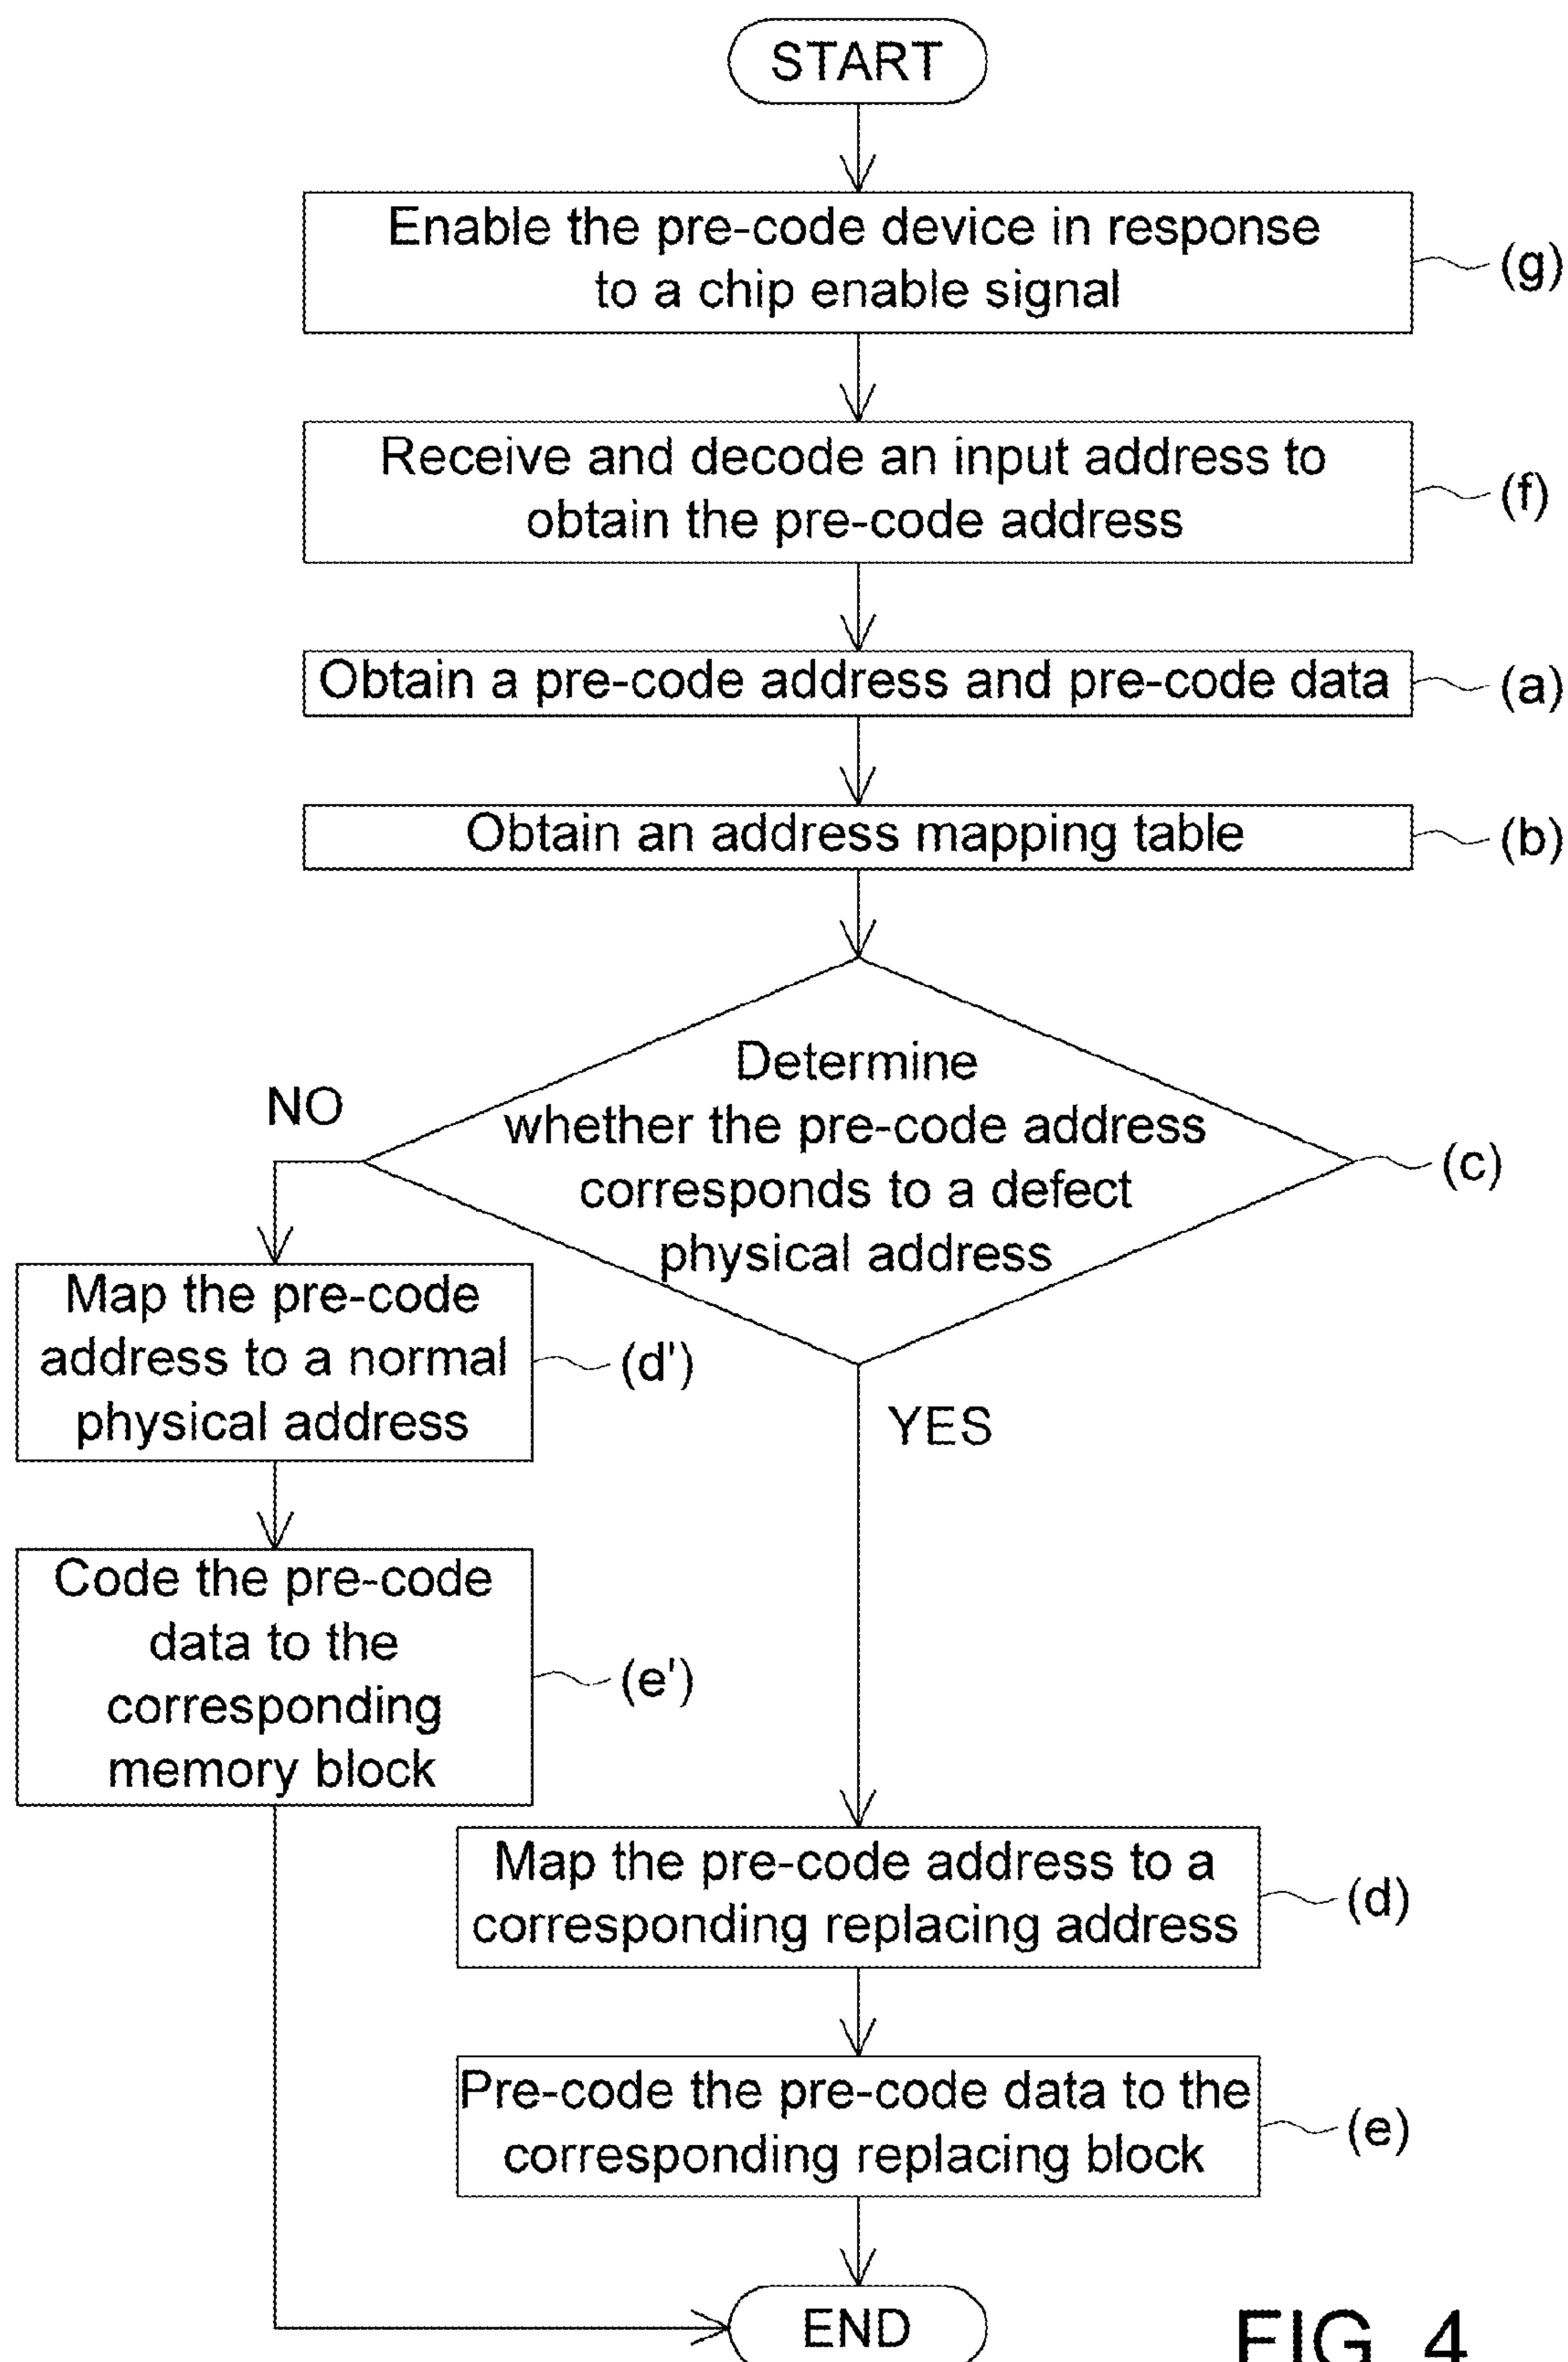 START
Enable the pre-code device in response
to a chip enable signal
(g)
Receive and decode an input address to
obtain the pre-code address
(f)
Obtain a pre-code address and pre-code data
(a)
Obtain an address mapping table
(b)
Determine
whether the pre-code address
corresponds to a defect
physical address
(c)
NO
Map the pre-code
address to a normal
physical address
(d')
YES
Code the pre-code
data to the
corresponding
memory block
(e')
Map the pre-code address to a
corresponding replacing address
(d)
Pre-code the pre-code data to the
corresponding replacing block
(e)
END
FIG. 4